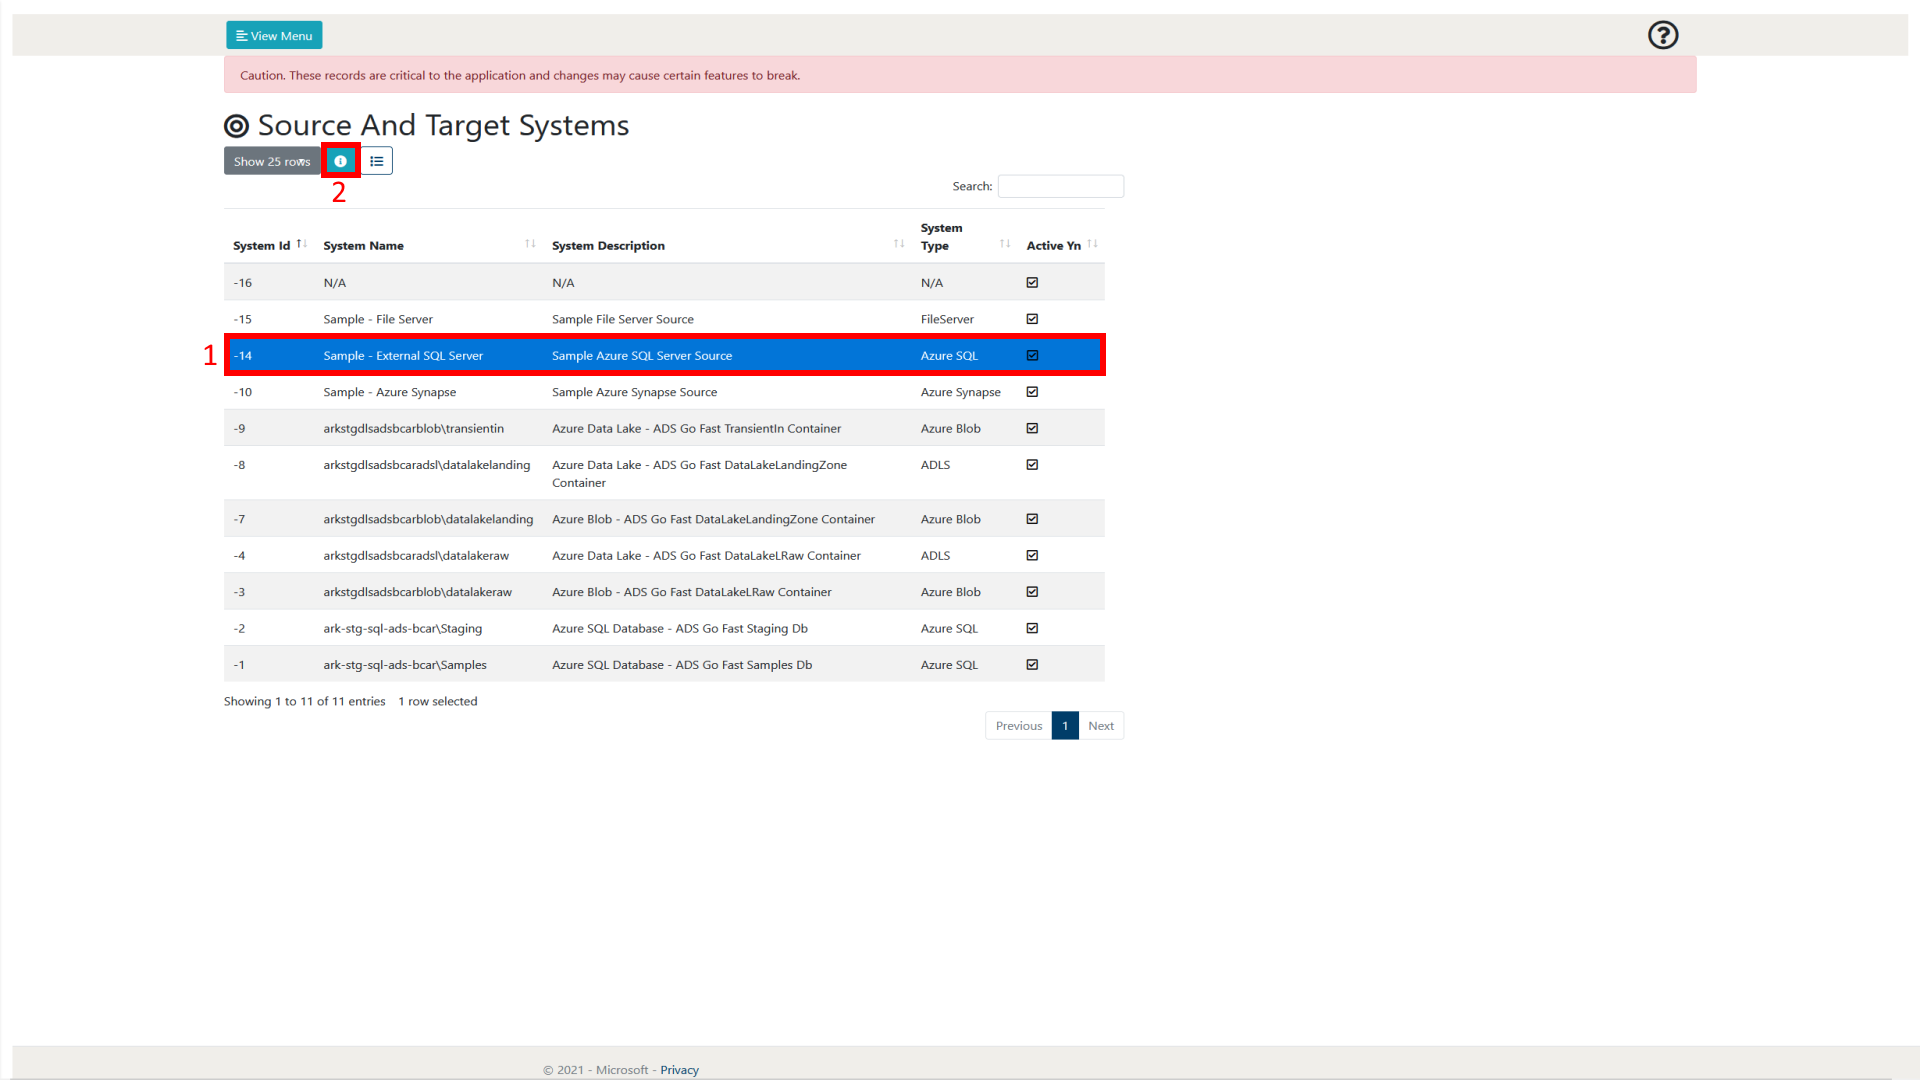 View Menu
Caution. These records are critical to the application and changes may cause certain features to break.
Source And Target Systems
Show 25 rows
2
Search:
System Id System Name System Description System Type Active Yn
-16 N/A N/A N/A
-15 Sample - File Server Sample File Server Source FileServer
1 -14 Sample - External SQL Server Sample Azure SQL Server Source Azure SQL
-10 Sample - Azure Synapse Sample Azure Synapse Source Azure Synapse
-9 arkstgdlsadsbcarblob\transientin Azure Data Lake - ADS Go Fast TransientIn Container Azure Blob
-8 arkstgdlsadsbcaradsl\datalakelanding Azure Data Lake - ADS Go Fast DataLakeLandingZone ADLS
Container
-7 arkstgdlsadsbcarblob\datalakelanding Azure Blob - ADS Go Fast DataLakeLandingZone Container Azure Blob
-4 arkstgdlsadsbcaradsl\datalakeraw Azure Data Lake - ADS Go Fast DataLakeLRaw Container ADLS
-3 arkstgdlsadsbcarblob\datalakeraw Azure Blob - ADS Go Fast DataLakeLRaw Container Azure Blob
-2 ark-stg-sql-ads-bcar\Staging Azure SQL Database - ADS Go Fast Staging Db Azure SQL
-1 ark-stg-sql-ads-bcar\Samples Azure SQL Database - ADS Go Fast Samples Db Azure SQL
Showing 1 to 11 of 11 entries 1 row selected
Previous 1 Next
© 2021 - Microsoft - Privacy